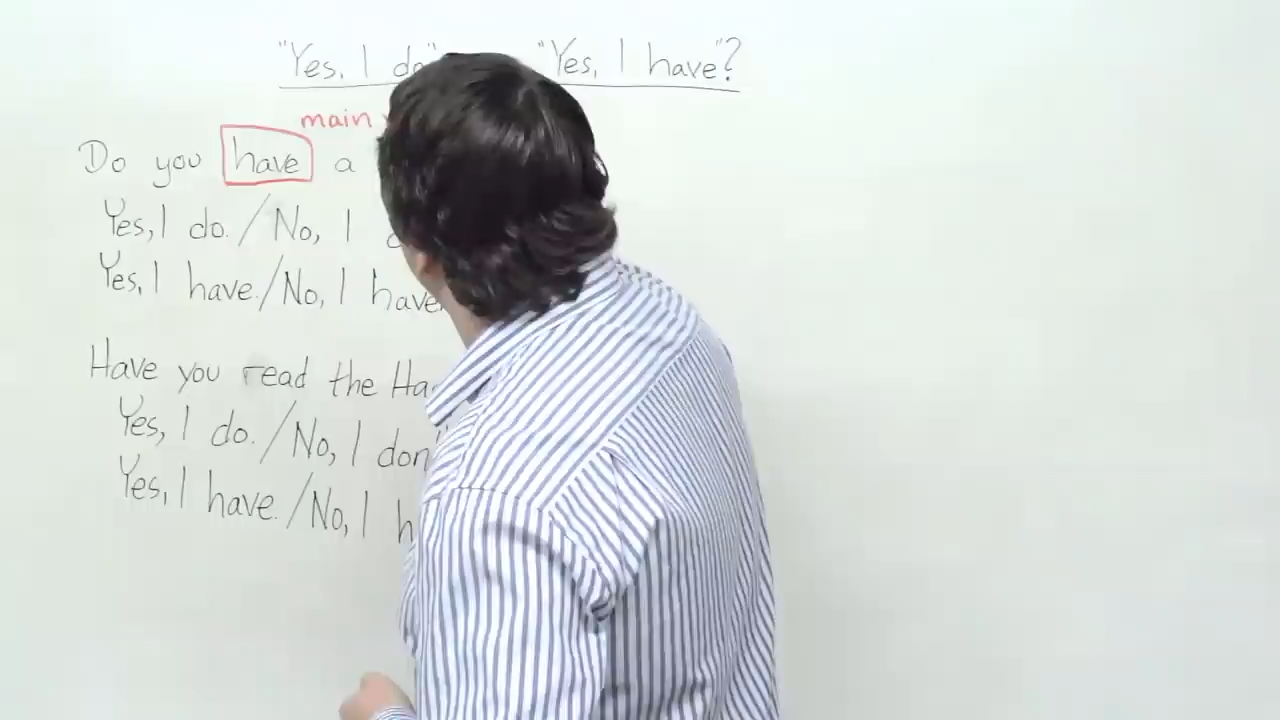 "Yes, I do" "Yes, I have"?
main
Do you have a
Yes, I do. / No, I
Yes, I have. / No, I have
Have you read the
Yes, I do. / No, I don'
Yes, I have. / No, I